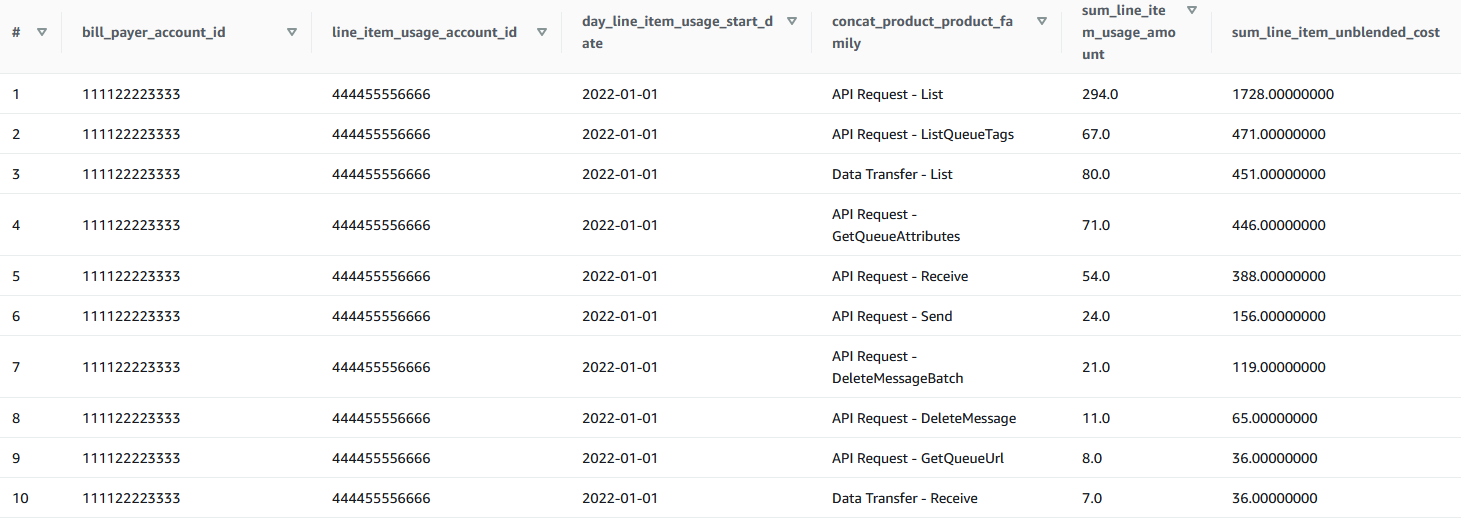 # bill_payer_account_id line_item_usage_account_id day_line_item_usage_start_d
ate concat_product_product_fa
mily sum_line_ite
m_usage_amo
unt sum_line_item_unblended_cost
1 111122223333 444455556666 2022-01-01 API Request - List 294.0 1728.00000000
2 111122223333 444455556666 2022-01-01 API Request - ListQueueTags 67.0 471.00000000
3 111122223333 444455556666 2022-01-01 Data Transfer - List 80.0 451.00000000
4 111122223333 444455556666 2022-01-01 API Request -
GetQueueAttributes 71.0 446.00000000
5 111122223333 444455556666 2022-01-01 API Request - Receive 54.0 388.00000000
6 111122223333 444455556666 2022-01-01 API Request - Send 24.0 156.00000000
7 111122223333 444455556666 2022-01-01 API Request -
DeleteMessageBatch 21.0 119.00000000
8 111122223333 444455556666 2022-01-01 API Request - DeleteMessage 11.0 65.00000000
9 111122223333 444455556666 2022-01-01 API Request - GetQueueUrl 8.0 36.00000000
10 111122223333 444455556666 2022-01-01 Data Transfer - Receive 7.0 36.00000000